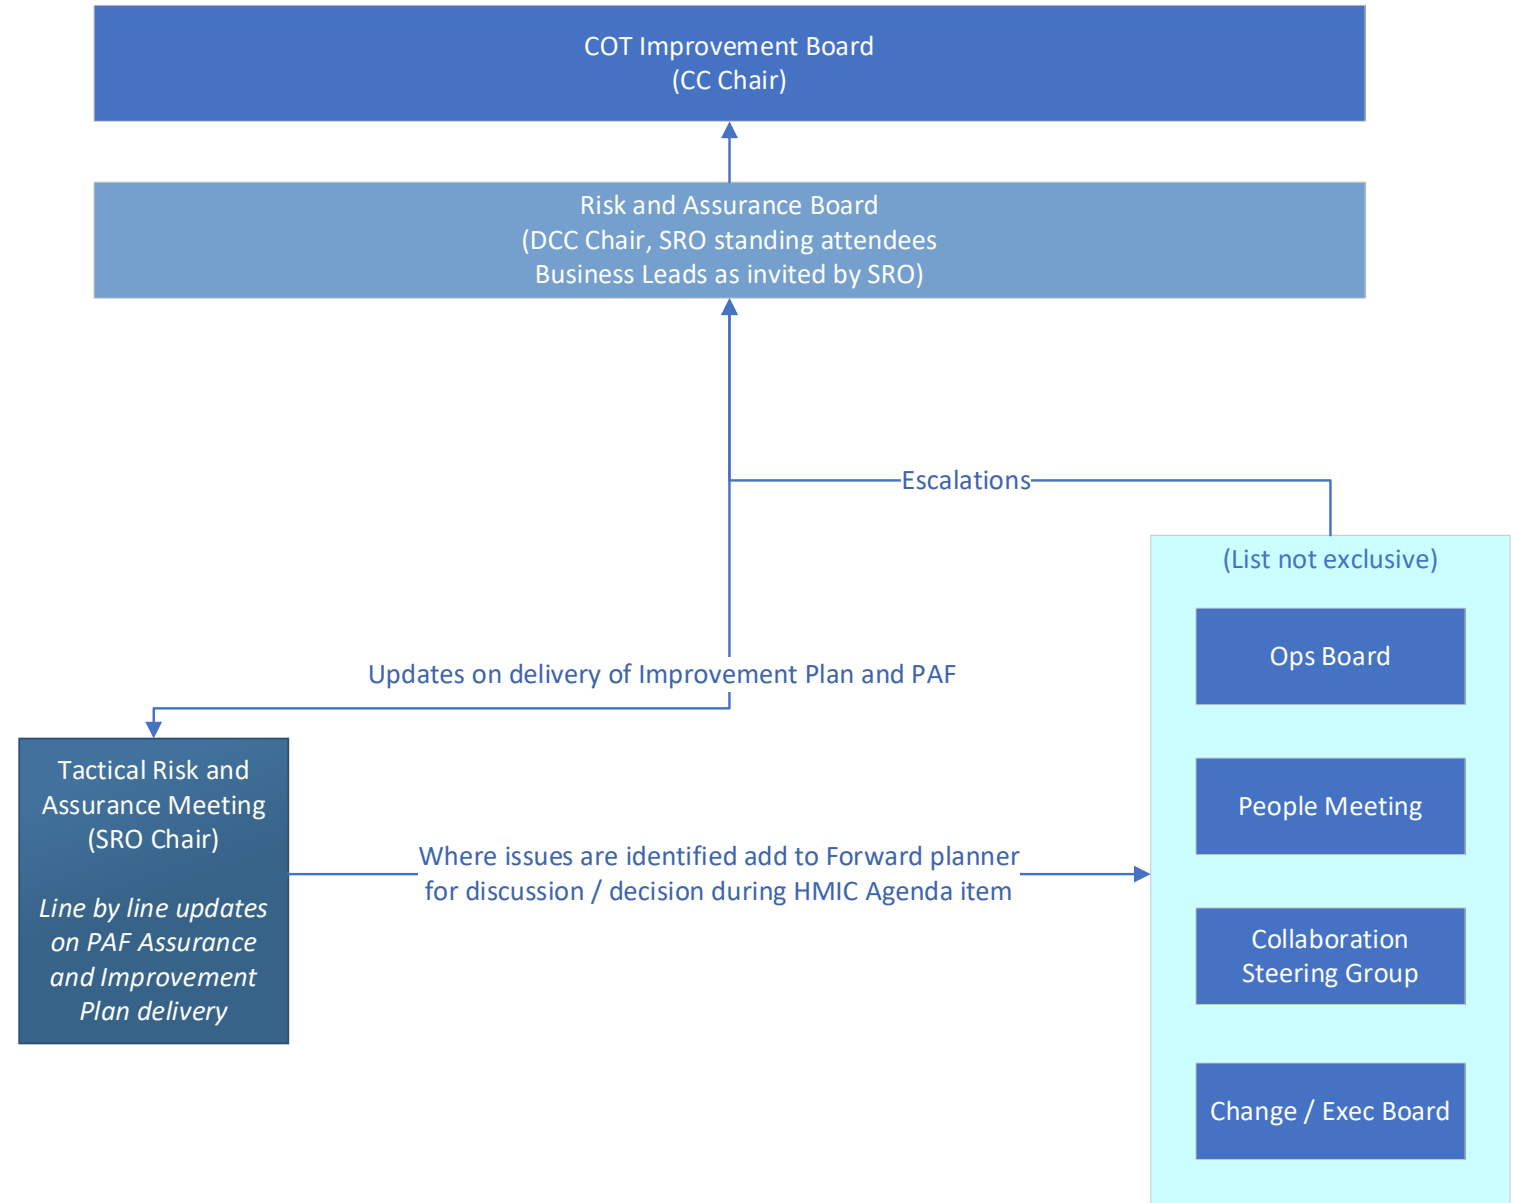 COT Improvement Board
(CC Chair)
Risk and Assurance Board
(DCC Chair, SRO standing attendees
Business Leads as invited by SRO)
Escalations
(List not exclusive)
Ops Board
Updates on delivery of Improvement Plan and PAF
Tactical Risk and
Assurance Meeting
(SRO Chair)
Line by line updates
on PAF Assurance
and Improvement
Plan delivery
People Meeting
Where issues are identified add to Forward planner
for discussion / decision during HMIC Agenda item
Collaboration
Steering Group
Change / Exec Board